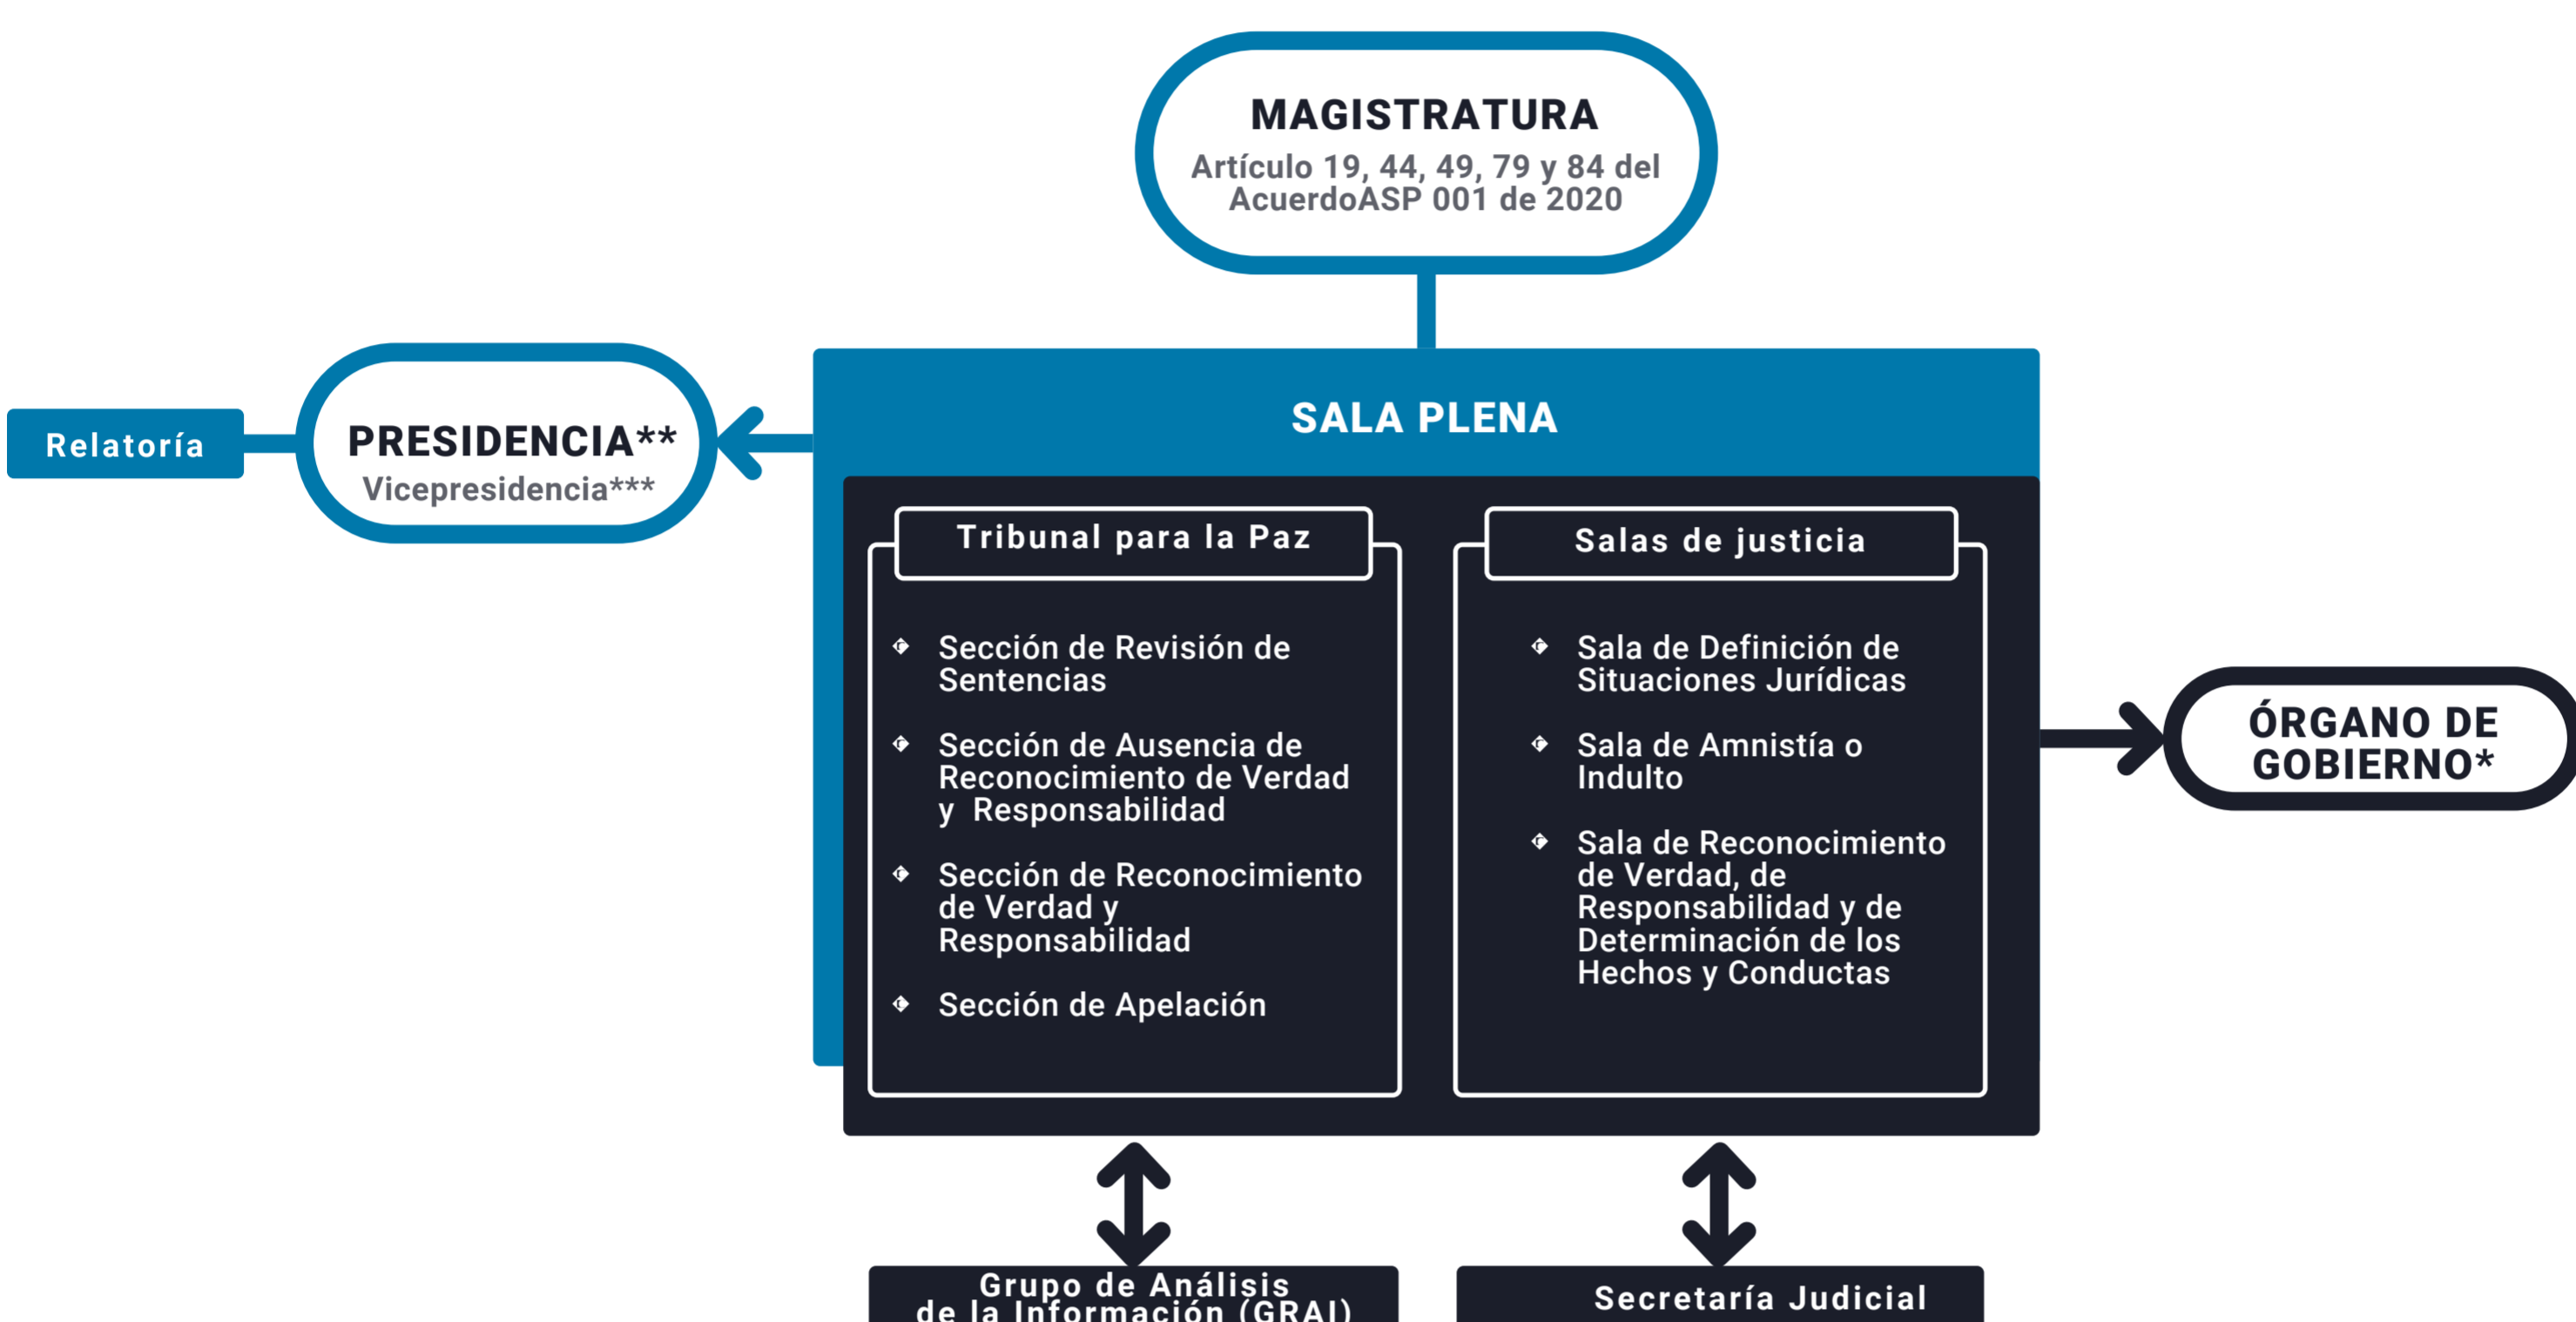 MAGISTRATURA
Artículo 19, 44, 49, 79 y 84 del
AcuerdoASP 001 de 2020
SALA PLENA
Relatoría
PRESIDENCIA**
Vicepresidencia***
Tribunal para la Paz
Sección de Revisión de
Sentencias
Sección de Ausencia de
Reconocimiento de Verdad
y  Responsabilidad
Sección de Reconocimiento
de Verdad y
Responsabilidad
Sección de Apelación
Salas de justicia
Sala de Definición de
Situaciones Jurídicas
Sala de Amnistía o
Indulto
Sala de Reconocimiento
de Verdad, de
Responsabilidad y de
Determinación de los
Hechos y Conductas
ÓRGANO DE
GOBIERNO*
Grupo de Análisis
de la Información (GRAI)
Secretaría Judicial